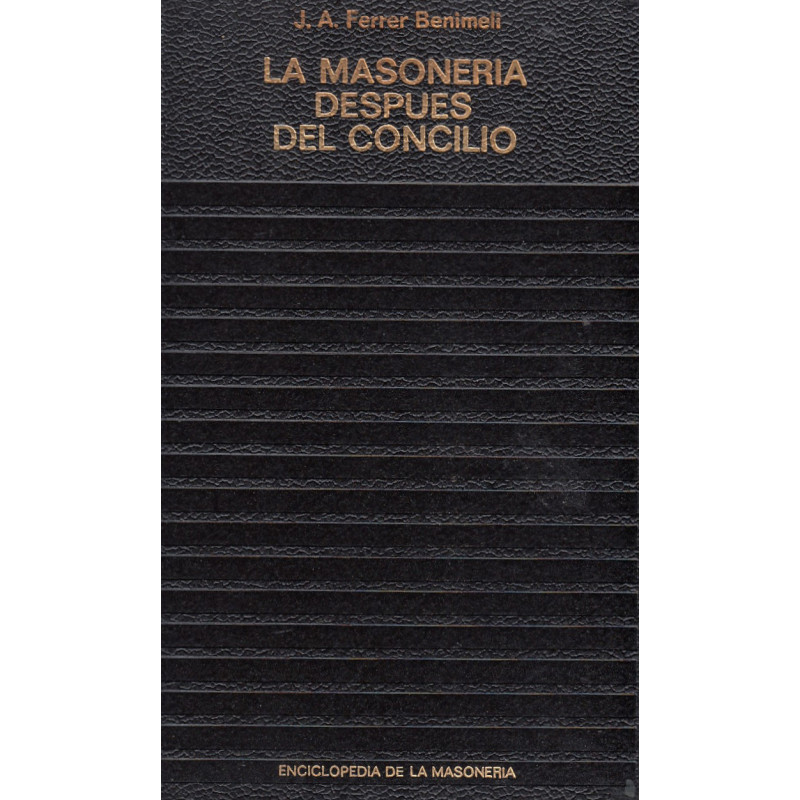 J. A. Ferrer Benimeli
LA MASONERIA
DESPUES
DEL CONCILIO
ENCICLOPEDIA DE LA MASONERIA